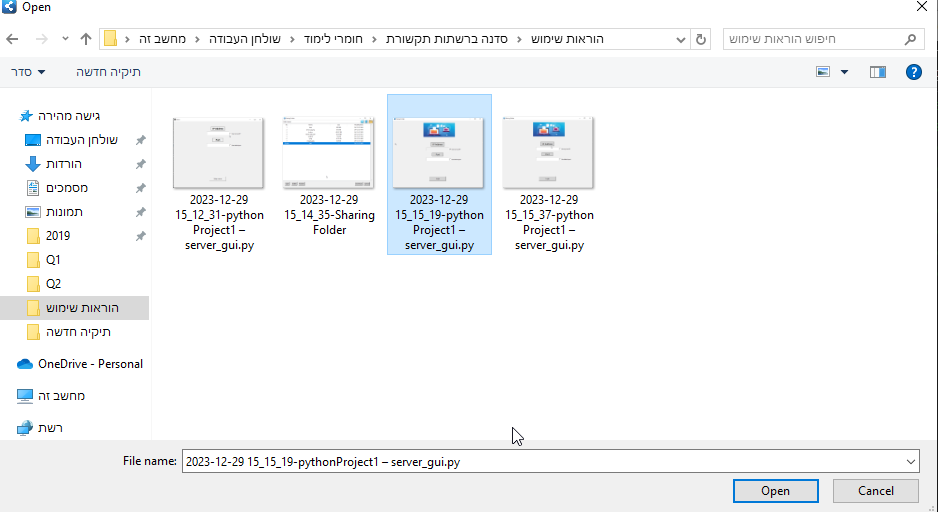 Open
מחשב זה
שולחן העבודה
חומרי לימוד
סדנה ברשתות תקשורת
הוראות שימוש
חיפוש הוראות שימוש
סדר
תיקיה חדשה
גישה מהירה
שולחן העבודה
הורדות
מסמכים
תמונות
2019
Q1
Q2
הוראות שימוש
תיקיה חדשה
OneDrive - Personal
מחשב זה
רשת
2023-12-29
15_12_31-python
Project1 –
server_gui.py
2023-12-29
15_14_35-Sharing
Folder
2023-12-29
15_15_19-python
Project1 –
server_gui.py
2023-12-29
15_15_37-python
Project1 –
server_gui.py
File name:
2023-12-29 15_15_19-pythonProject1 – server_gui.py
Open
Cancel